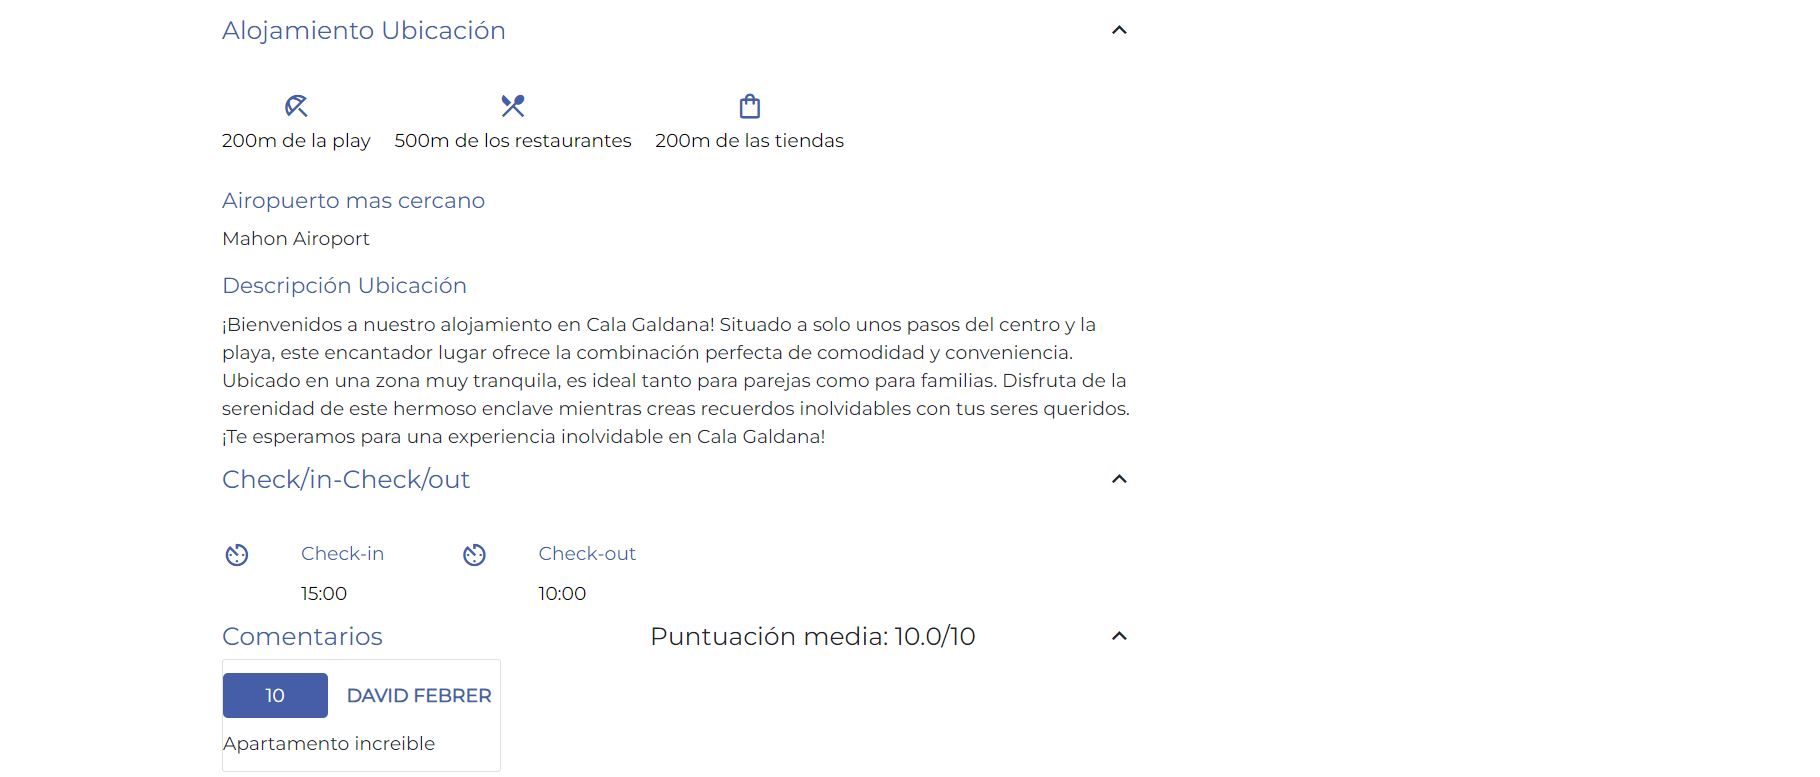 Alojamiento Ubicación
200m de la play 500m de los restaurantes 200m de las tiendas
Airopuerto mas cercano
Mahon Airoport
Descripción Ubicación
¡Bienvenidos a nuestro alojamiento en Cala Galdana! Situado a solo unos pasos del centro y la
playa, este encantador lugar ofrece la combinación perfecta de comodidad y conveniencia.
Ubicado en una zona muy tranquila, es ideal tanto para parejas como para familias. Disfruta de la
serenidad de este hermoso enclave mientras creas recuerdos inolvidables con tus seres queridos.
¡Te esperamos para una experiencia inolvidable en Cala Galdana!
Check/in-Check/out
Check-in Check-out
15:00 10:00
Comentarios Puntuación media: 10.0/10
10 DAVID FEBRER
Apartamento increible